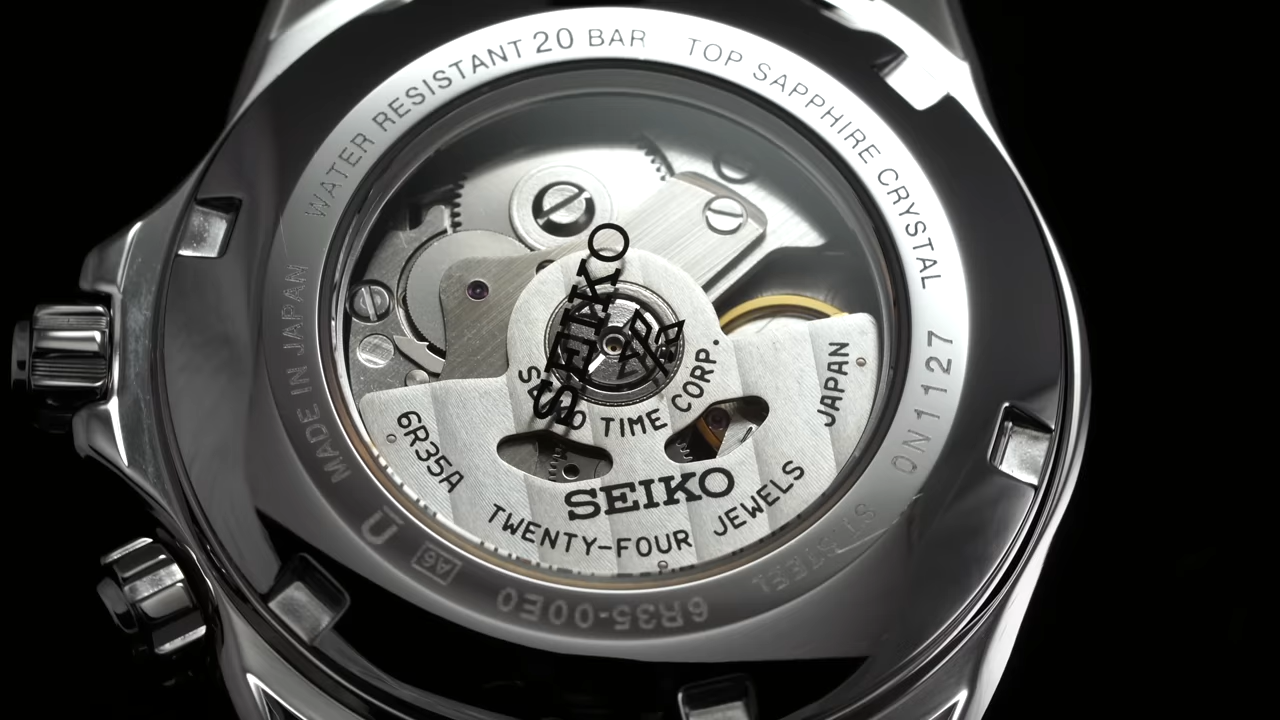 WATER RESISTANT 20 BAR
TOP SAPPHIRE CRYSTAL
0N1127
ST.STEEL
6R35-00E0
A6
MADE IN JAPAN
SEIKO
6R35A
TIME CORP.
JAPAN
SEIKO
TWENTY-FOUR JEWELS